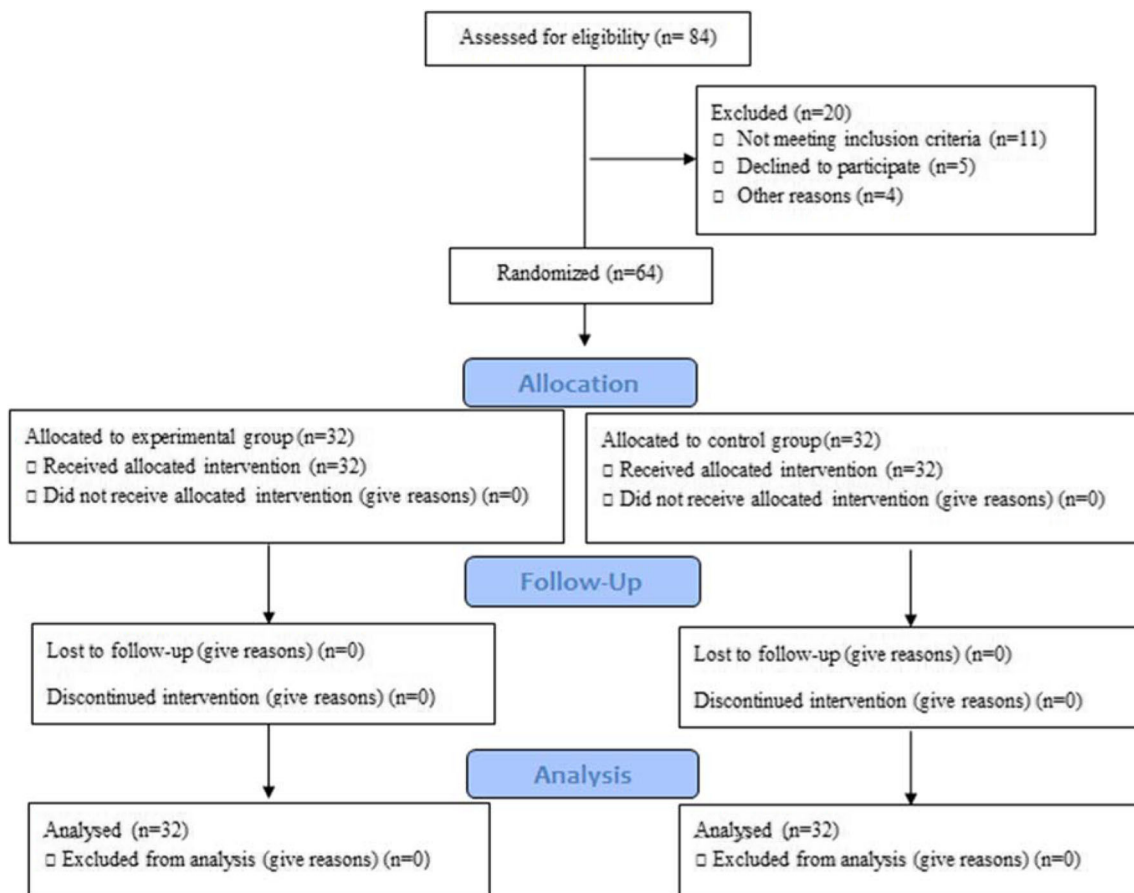 Assessed for eligibility (n= 84)
Excluded (n=20)
□ Not meeting inclusion criteria (n=11)
□ Declined to participate (n=5)
□ Other reasons (n=4)
Randomized (n=64)
Allocation
Allocated to experimental group (n=32)
□ Received allocated intervention (n=32)
□ Did not receive allocated intervention (give reasons) (n=0)
Allocated to control group (n=32)
□ Received allocated intervention (n=32)
□ Did not receive allocated intervention (give reasons) (n=0)
Follow-Up
Lost to follow-up (give reasons) (n=0)
Discontinued intervention (give reasons) (n=0)
Lost to follow-up (give reasons) (n=0)
Discontinued intervention (give reasons) (n=0)
Analysis
Analysed (n=32)
□ Excluded from analysis (give reasons) (n=0)
Analysed (n=32)
□ Excluded from analysis (give reasons) (n=0)